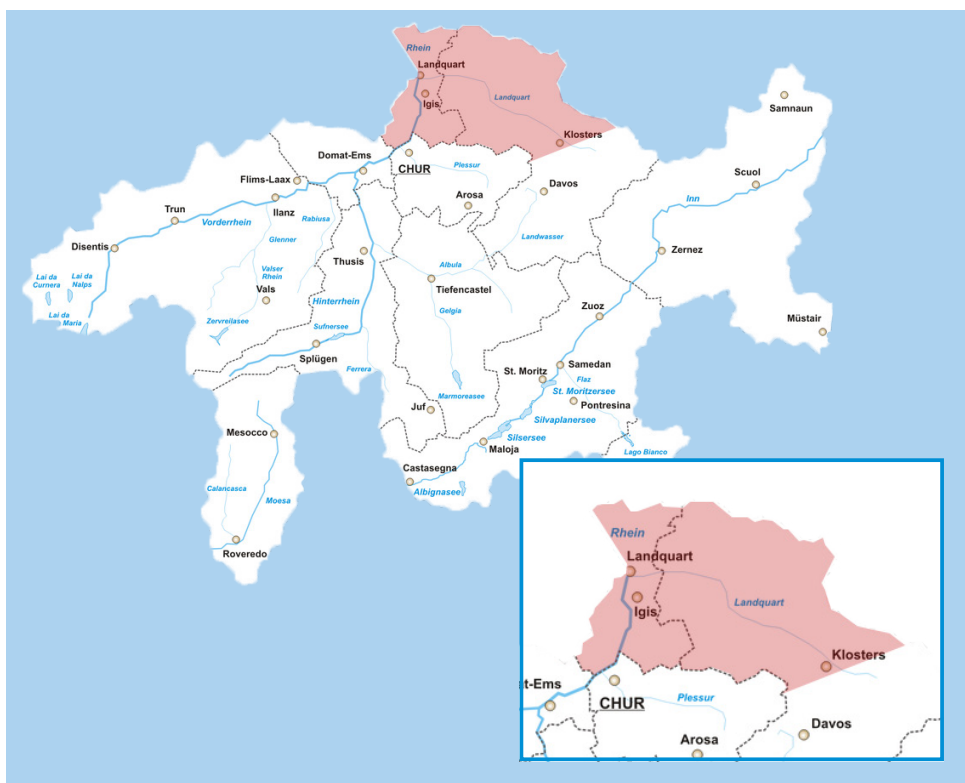 Rhein
Landquart
Igis
Landquart
Klosters
Samnaun
Domat-Ems
CHUR
Plessur
Flims-Laax
Davos
Scuol
Arosa
Inn
Ilanz
Trun
Rabiusa
Vorderrhein
Glenner
Landwasser
Disentis
Thusis
Zernez
Albula
Valser
Rhein
Lai da
Curnera
Lai da
Nalps
Tiefencastel
Vals
Hinterrhein
Gelgia
Zuoz
Lai da
Maria
Zervreilasee
Sufnersee
Müstair
Splügen
Ferrera
St. Moritz
Samedan
Flaz
St. Moritzersee
Marmoreasee
Juf
Pontresina
Silvaplanersee
Mesocco
Silsersee
Maloja
Lago Bianco
Castasegna
Albignasee
Calancasca
Moesa
Roveredo
Rhein
Landquart
Landquart
Igis
Klosters
nt-Ems
CHUR
Plessur
Davos
Arosa